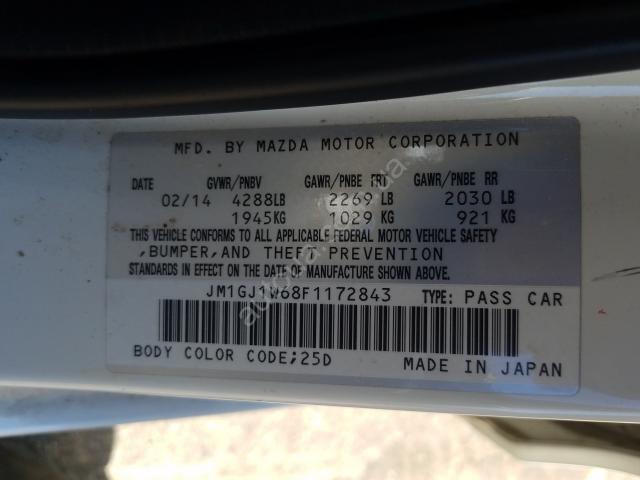 MFD. BY MAZDA MOTOR CORPORATION
DATE GVWR/PNBV GAWR/PNBE FRT GAWR/PNBE RR
02/14 4288LB 2269 LB 2030 LB
1945KG 1029 KG 921 KG
THIS VEHICLE CONFORMS TO ALL APPLICABLE FEDERAL MOTOR VEHICLE SAFETY
,BUMPER,AND THEFT PREVENTION
STANDARDS IN EFFECT ON THE DATE OF MANUFACTURE SHOWN ABOVE.
JM1GJ1W68F1172843 TYPE: PASS CAR
BODY COLOR CODE;25D MADE IN JAPAN